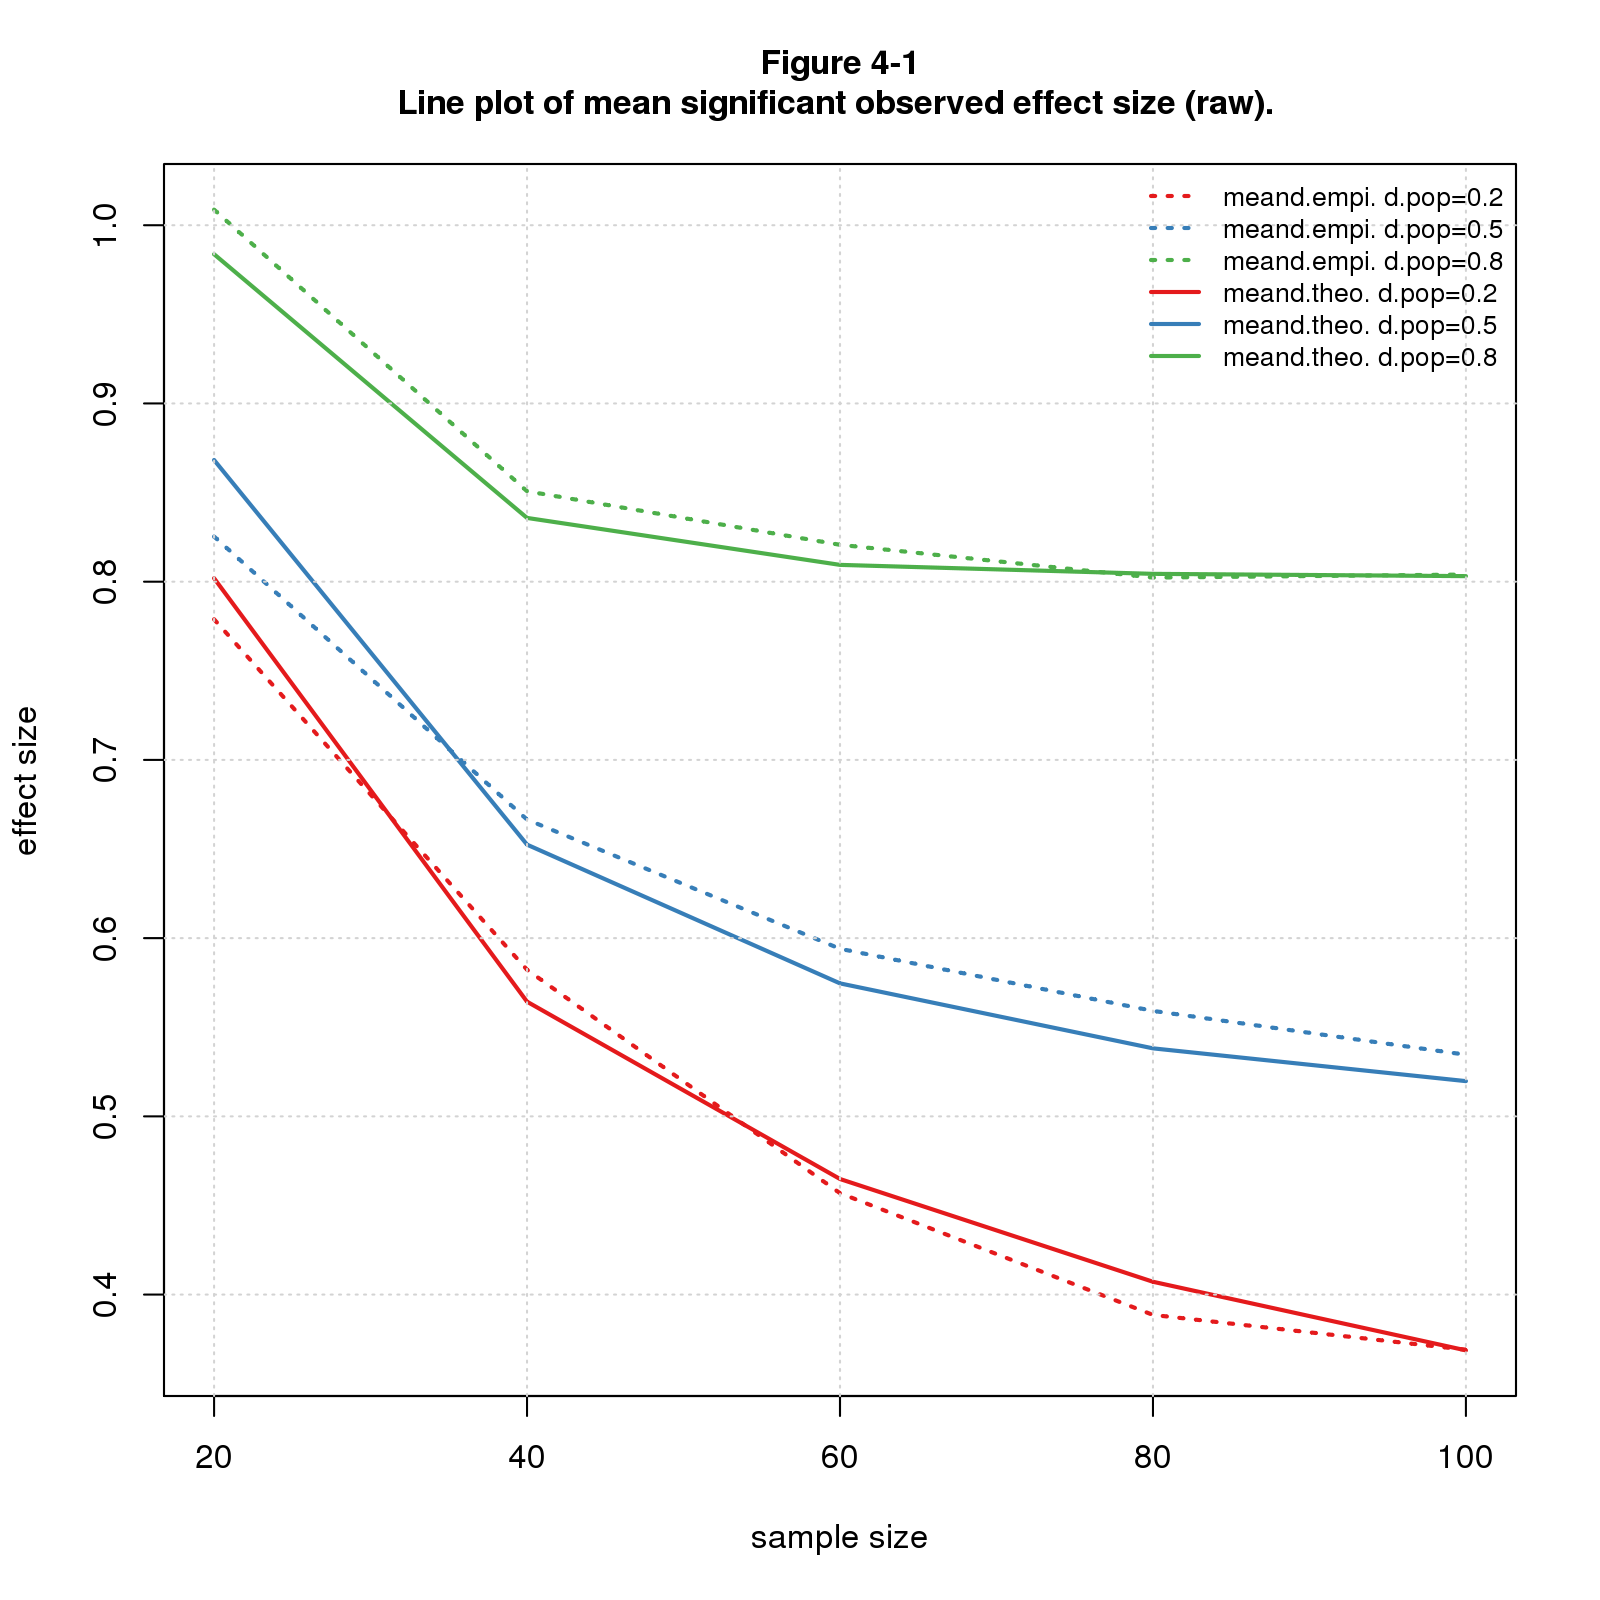 Figure 4-1
Line plot of mean significant observed effect size (raw).
meand.empi. d.pop=0.2
meand.empi. d.pop=0.5
meand.empi. d.pop=0.8
meand.theo. d.pop=0.2
meand.theo. d.pop=0.5
meand.theo. d.pop=0.8
1.0
0.9
0.8
0.7
0.6
0.5
0.4
effect size
20 40 60 80 100
sample size